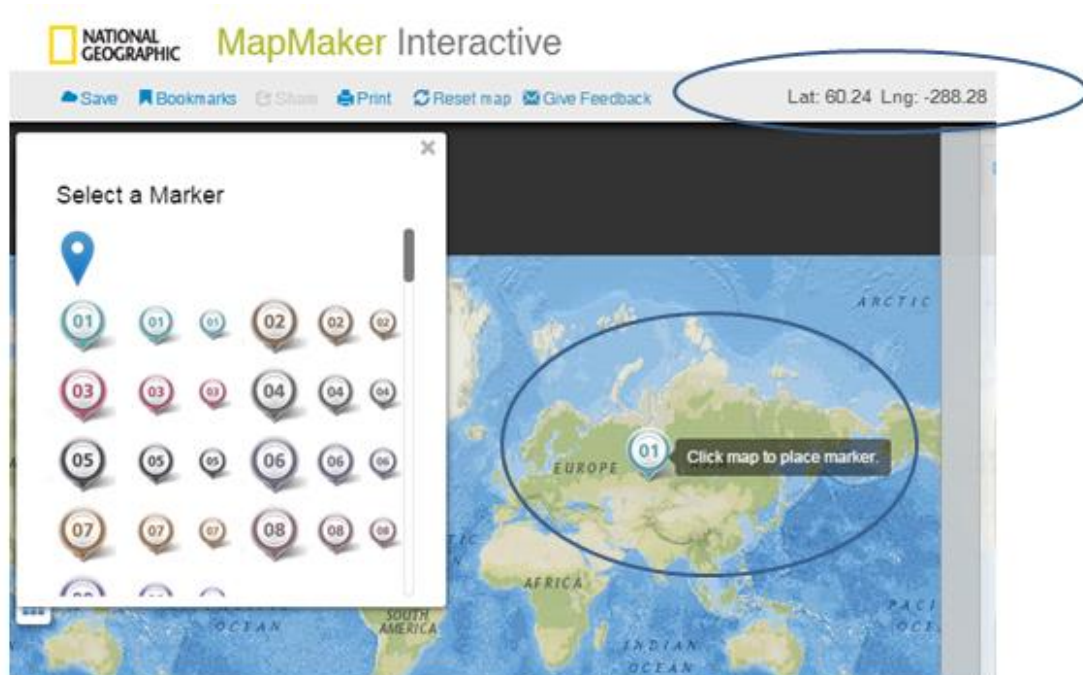 NATIONAL
GEOGRAPHIC
MapMaker Interactive
Save Bookmarks Share Print Reset map Give Feedback
Lat: 60.24 Lng: -288.28
Select a Marker
01 01 01 02 02 02
03 03 03 04 04 04
05 05 05 06 06 06
07 07 07 08 08 08
ARCTIC
01
Click map to place marker.
EUROPE
AFRICA
SOUTH
AMERICA
OCEAN
INDIAN
OCEAN